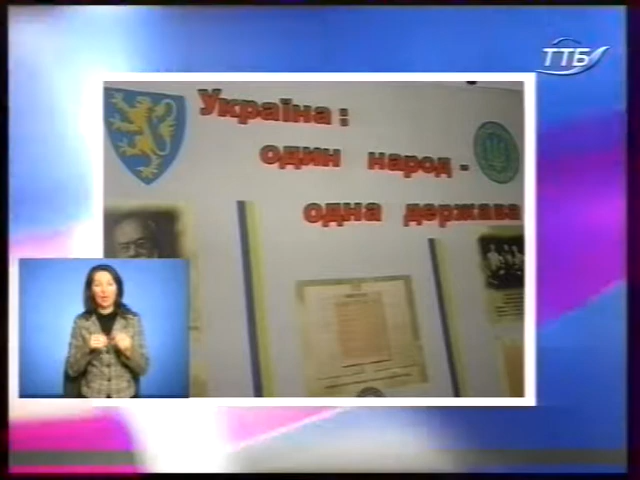 ТТБ
Україна:
один народ -
одна держава